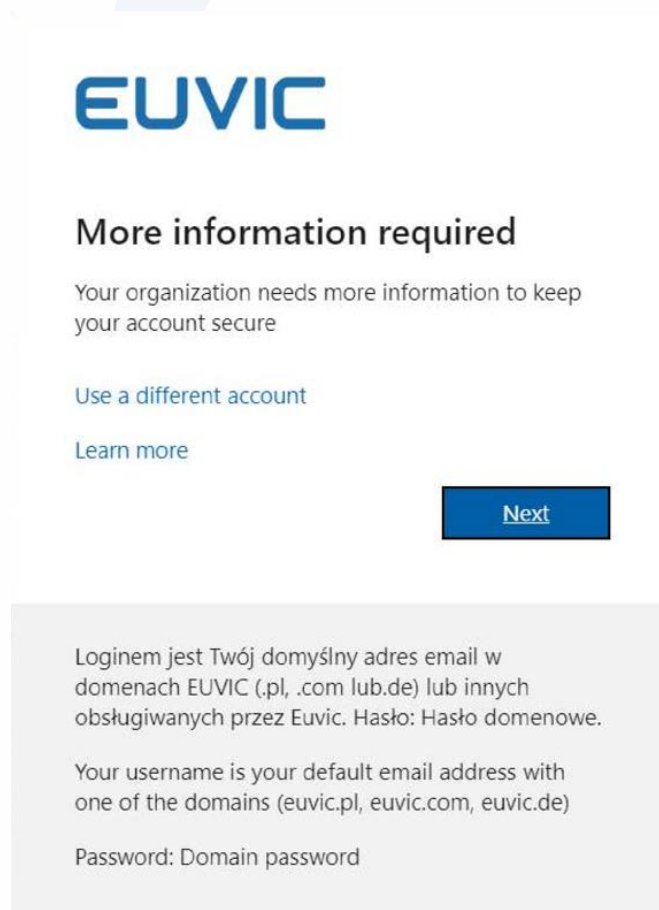 EUVIC
More information required
Your organization needs more information to keep
your account secure
Use a different account
Learn more
Next
Loginem jest Twój domyślny adres email w
domenach EUVIC (.pl, .com lub.de) lub innych
obsługiwanych przez Euvic. Hasło: Hasło domenowe.
Your username is your default email address with
one of the domains (euvic.pl, euvic.com, euvic.de)
Password: Domain password